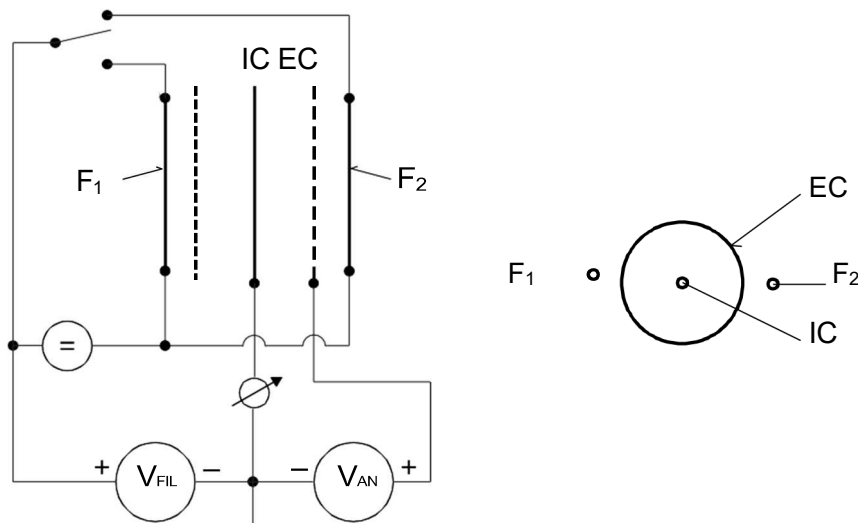 IC EC
F1
F2
=
+
VFIL
−
−
VAN
+
EC
F1
F2
IC